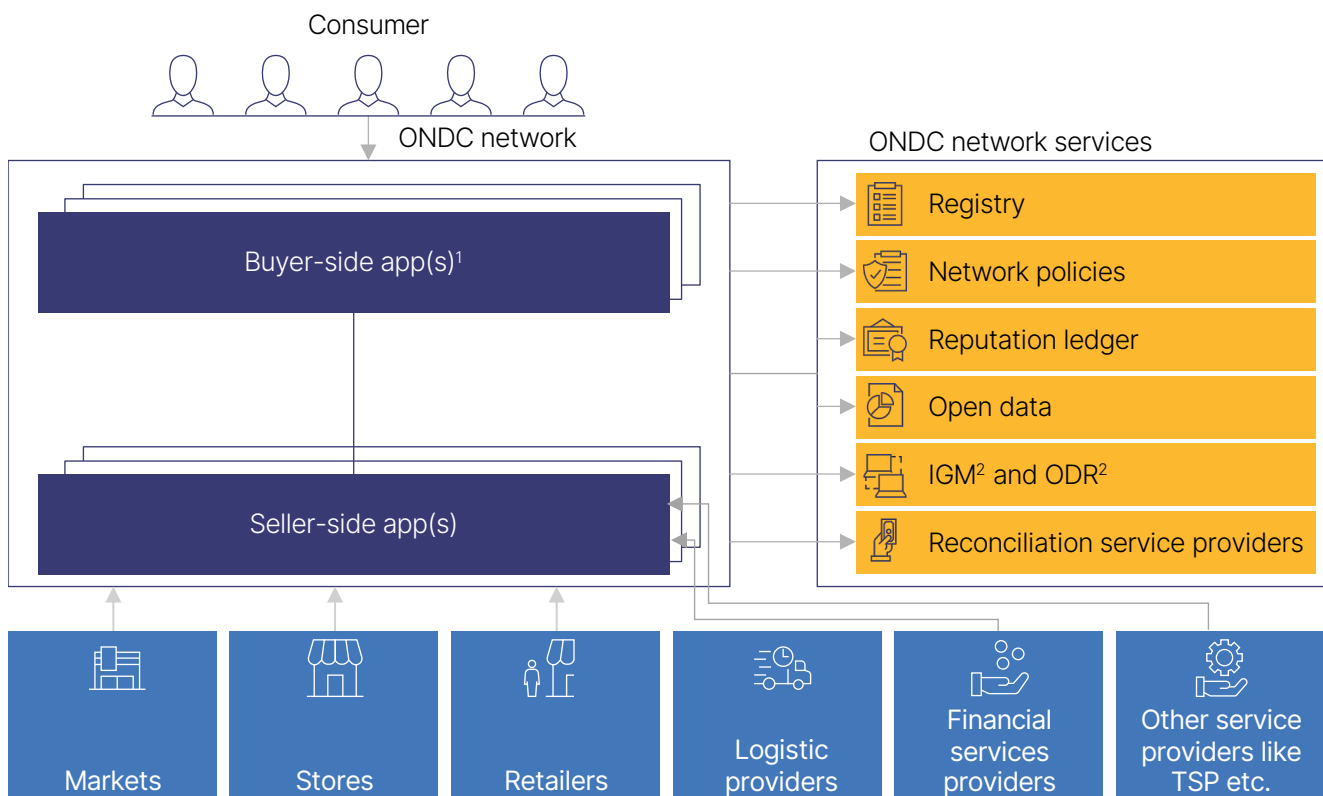 Consumer
ONDC network
ONDC network services
Buyer-side app(s)¹
Seller-side app(s)
Registry
Network policies
Reputation ledger
Open data
IGM² and ODR²
Reconciliation service providers
Markets
Stores
Retailers
Logistic
providers
Financial
services
providers
Other service
providers like
TSP etc.